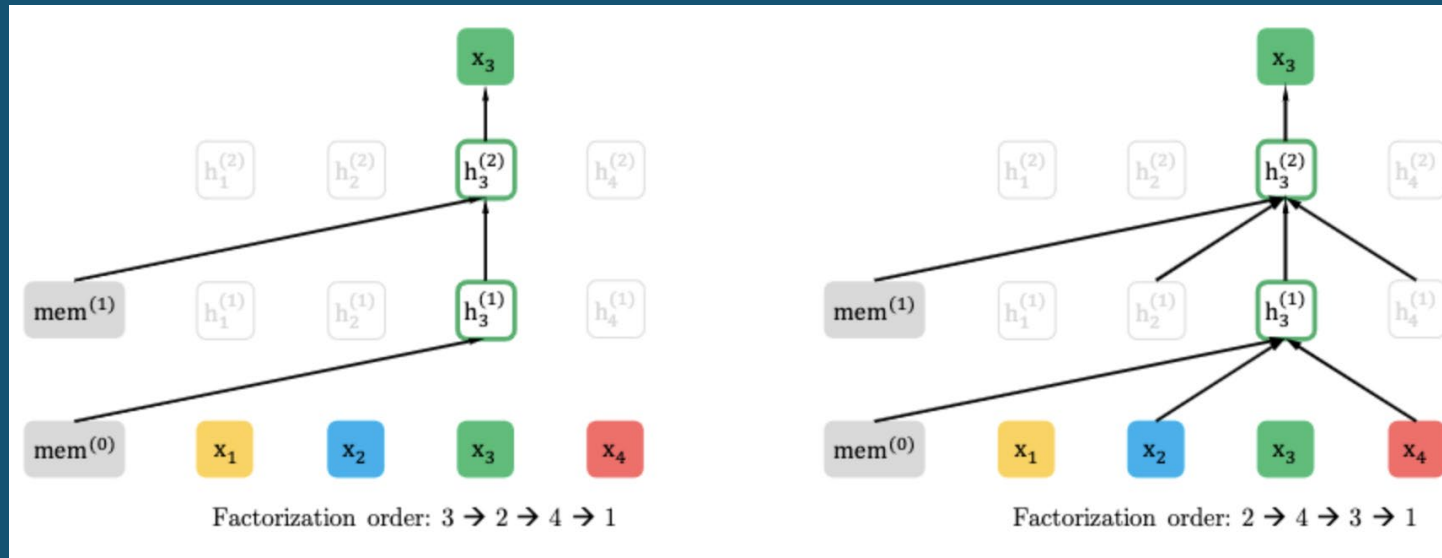 x₃
h₁⁽²⁾ h₂⁽²⁾ h₃⁽²⁾ h₄⁽²⁾
mem⁽¹⁾ h₁⁽¹⁾ h₂⁽¹⁾ h₃⁽¹⁾ h₄⁽¹⁾
mem⁽⁰⁾ x₁ x₂ x₃ x₄
Factorization order: 3 → 2 → 4 → 1
x₃
h₁⁽²⁾ h₂⁽²⁾ h₃⁽²⁾ h₄⁽²⁾
mem⁽¹⁾ h₁⁽¹⁾ h₂⁽¹⁾ h₃⁽¹⁾ h₄⁽¹⁾
mem⁽⁰⁾ x₁ x₂ x₃ x₄
Factorization order: 2 → 4 → 3 → 1